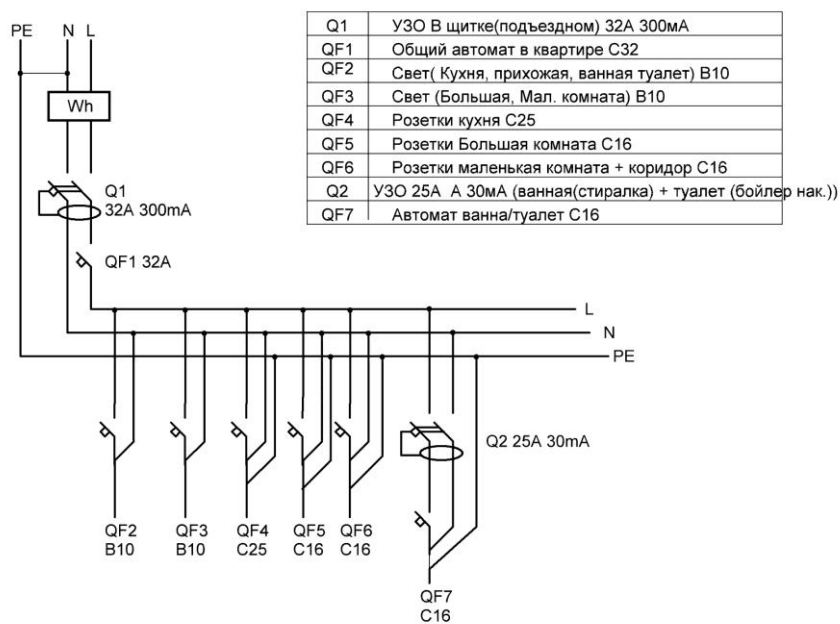 PE N L
Wh
Q1
32А 300mA
QF1 32A
Q1 УЗО В щитке(подъездном) 32А 300мА
QF1 Общий автомат в квартире С32
QF2 Свет( Кухня, прихожая, ванная туалет) В10
QF3 Свет (Большая, Мал. комната) В10
QF4 Розетки кухня С25
QF5 Розетки Большая комната С16
QF6 Розетки маленькая комната + коридор С16
Q2 УЗО 25А А 30мА (ванная(стиралка) + туалет (бойлер нак.))
QF7 Автомат ванна/туалет С16
L
N
PE
Q2 25A 30mA
QF2 QF3 QF4 QF5 QF6
B10 B10 C25 C16 C16
QF7
C16